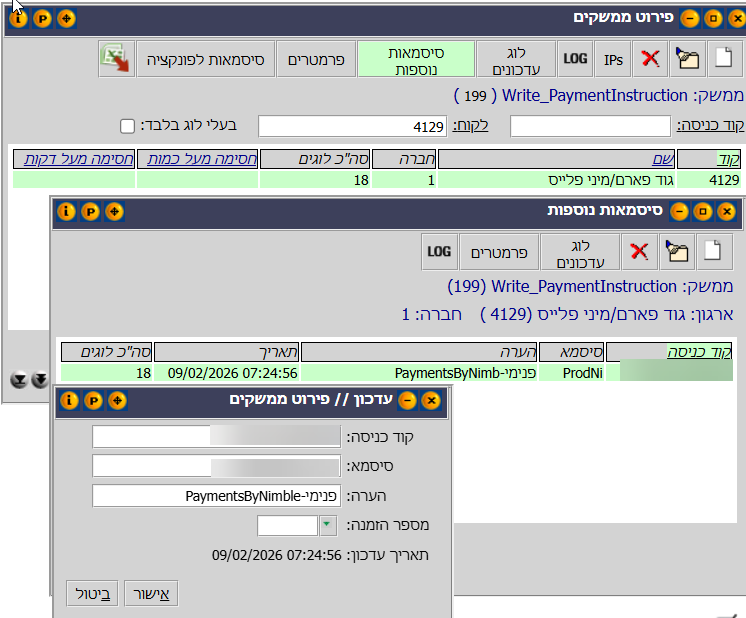 פירוט ממשקים
סיסמאות לפונקציה
פרמטרים
סיסמאות נוספות
לוג עדכונים
LOG
IPs
ממשק: Write_PaymentInstruction ( 199 )
קוד כניסה:
לקוח: 4129
בעלי לוג בלבד:
קוד שם חברה סה"כ לוגים חסימה מעל כמות חסימה מעל דקות
4129 גוד פארם/מיני פלייס 1 18
סיסמאות נוספות
LOG
פרמטרים
לוג עדכונים
ממשק: Write_PaymentInstruction (199)
ארגון: גוד פארם/מיני פלייס (4129 ) חברה: 1
קוד כניסה סיסמא הערה תאריך סה"כ לוגים
ProdNi פנימי-PaymentsByNimb 09/02/2026 07:24:56 18
עדכון // פירוט ממשקים
קוד כניסה:
סיסמא:
הערה: פנימי-PaymentsByNimble
מספר הזמנה:
תאריך עדכון: 09/02/2026 07:24:56
אישור
ביטול